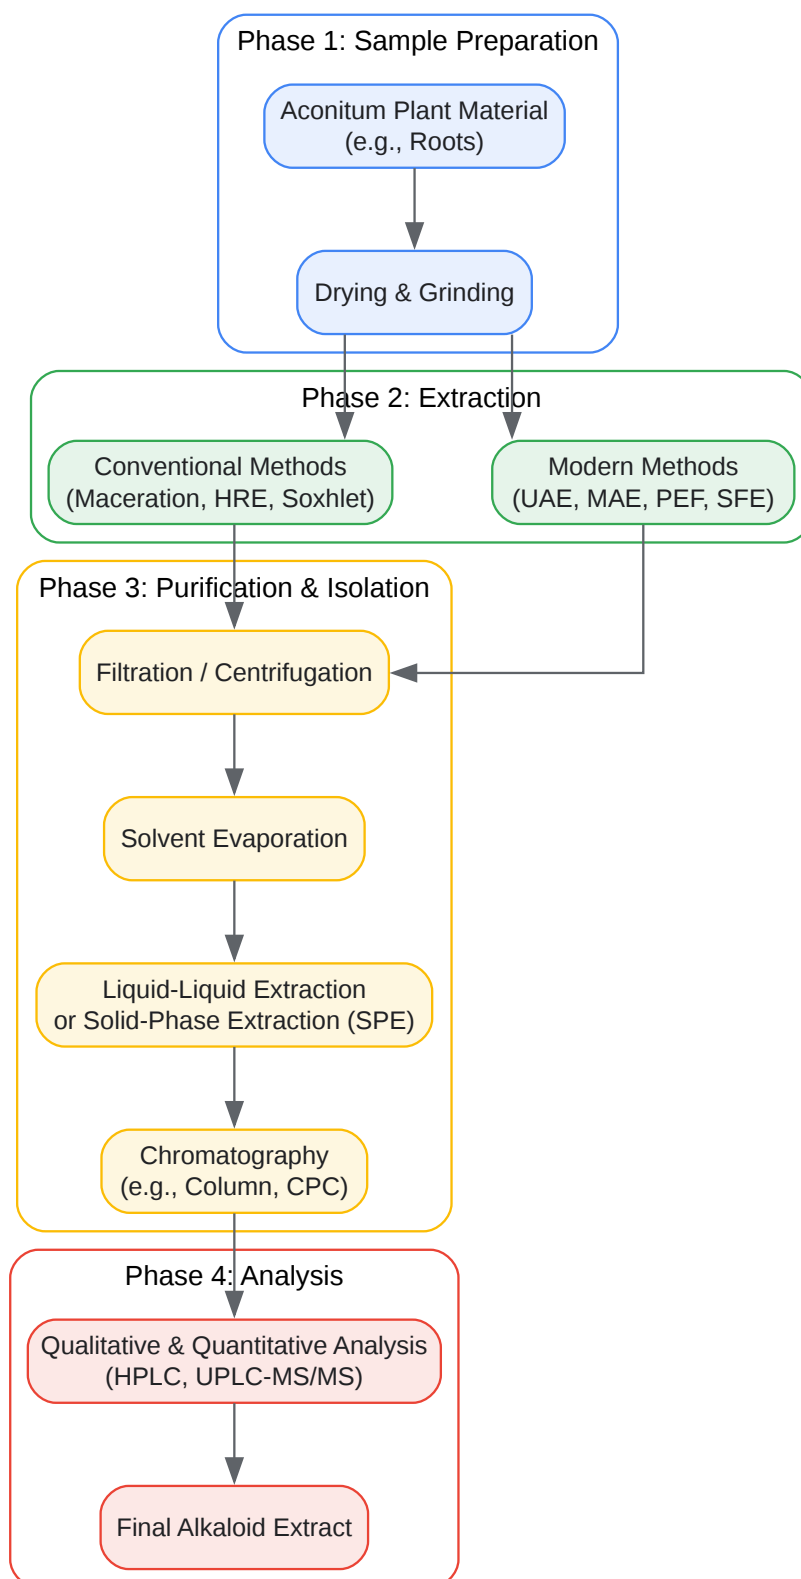 Phase 1: Sample Preparation
Aconitum Plant Material
(e.g., Roots)
Drying & Grinding
Phase 2: Extraction
Conventional Methods
(Maceration, HRE, Soxhlet)
Modern Methods
(UAE, MAE, PEF, SFE)
Phase 3: Purification & Isolation
Filtration / Centrifugation
Solvent Evaporation
Liquid-Liquid Extraction
or Solid-Phase Extraction (SPE)
Chromatography
(e.g., Column, CPC)
Phase 4: Analysis
Qualitative & Quantitative Analysis
(HPLC, UPLC-MS/MS)
Final Alkaloid Extract